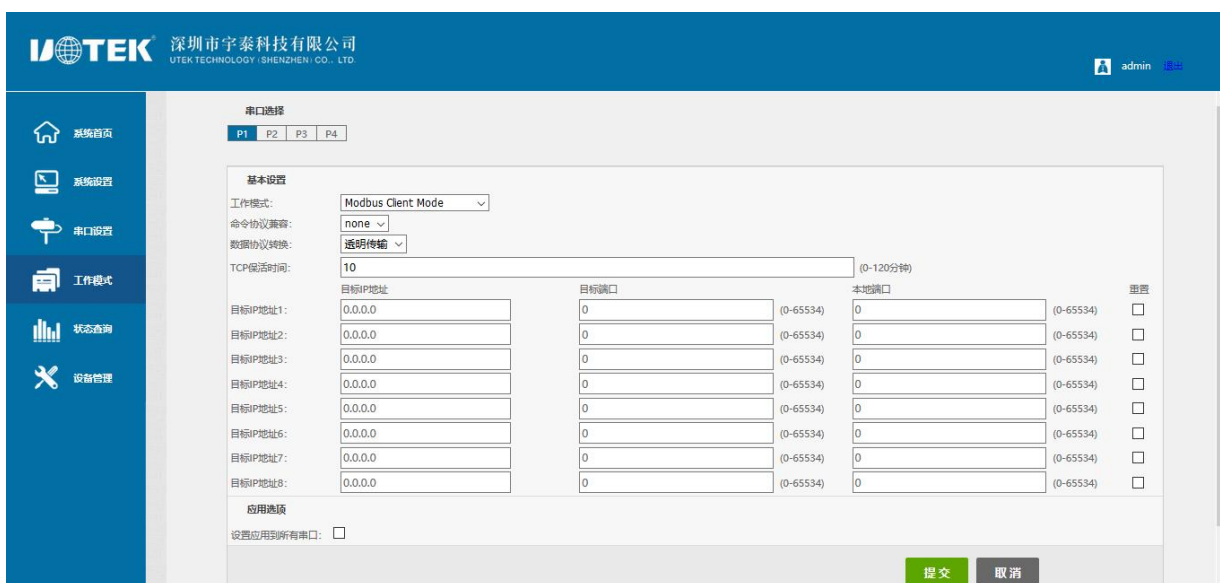 UOTEK 深圳市宇泰科技有限公司
UTEK TECHNOLOGY (SHENZHEN) CO., LTD.
admin 退出
系统首页
系统设置
串口设置
工作模式
状态查询
设备管理
串口选择
P1 P2 P3 P4
基本设置
工作模式: Modbus Client Mode
命令协议兼容: none
数据协议转换: 透明传输
TCP保活时间: 10 (0-120分钟)
目标IP地址 目标端口 本地端口 重置
目标IP地址1: 0.0.0.0 0 (0-65534) 0 (0-65534)
目标IP地址2: 0.0.0.0 0 (0-65534) 0 (0-65534)
目标IP地址3: 0.0.0.0 0 (0-65534) 0 (0-65534)
目标IP地址4: 0.0.0.0 0 (0-65534) 0 (0-65534)
目标IP地址5: 0.0.0.0 0 (0-65534) 0 (0-65534)
目标IP地址6: 0.0.0.0 0 (0-65534) 0 (0-65534)
目标IP地址7: 0.0.0.0 0 (0-65534) 0 (0-65534)
目标IP地址8: 0.0.0.0 0 (0-65534) 0 (0-65534)
应用选项
设置应用到所有串口:
提交 取消